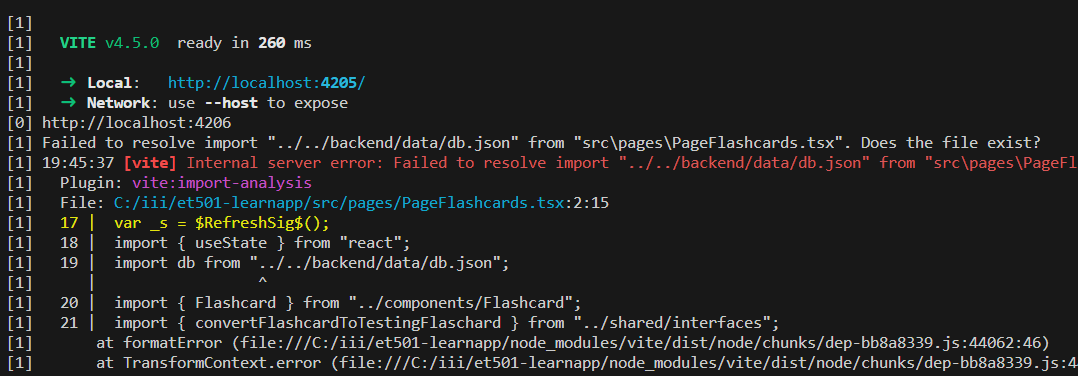 [1]
[1] VITE v4.5.0 ready in 260 ms
[1]
[1] ➜ Local: http://localhost:4205/
[1] ➜ Network: use --host to expose
[0] http://localhost:4206
[1] Failed to resolve import "../../backend/data/db.json" from "src\pages\PageFlashcards.tsx". Does the file exist?
[1] 19:45:37 [vite] Internal server error: Failed to resolve import "../../backend/data/db.json" from "src\pages\PageFl
[1] Plugin: vite:import-analysis
[1] File: C:/iii/et501-learnapp/src/pages/PageFlashcards.tsx:2:15
[1] 17 | var _s = $RefreshSig$();
[1] 18 | import { useState } from "react";
[1] 19 | import db from "../../backend/data/db.json";
[1] | ^
[1] 20 | import { Flashcard } from "../components/Flashcard";
[1] 21 | import { convertFlashcardToTestingFlaschard } from "../shared/interfaces";
[1] at formatError (file:///C:/iii/et501-learnapp/node_modules/vite/dist/node/chunks/dep-bb8a8339.js:44062:46)
[1] at TransformContext.error (file:///C:/iii/et501-learnapp/node_modules/vite/dist/node/chunks/dep-bb8a8339.js:4